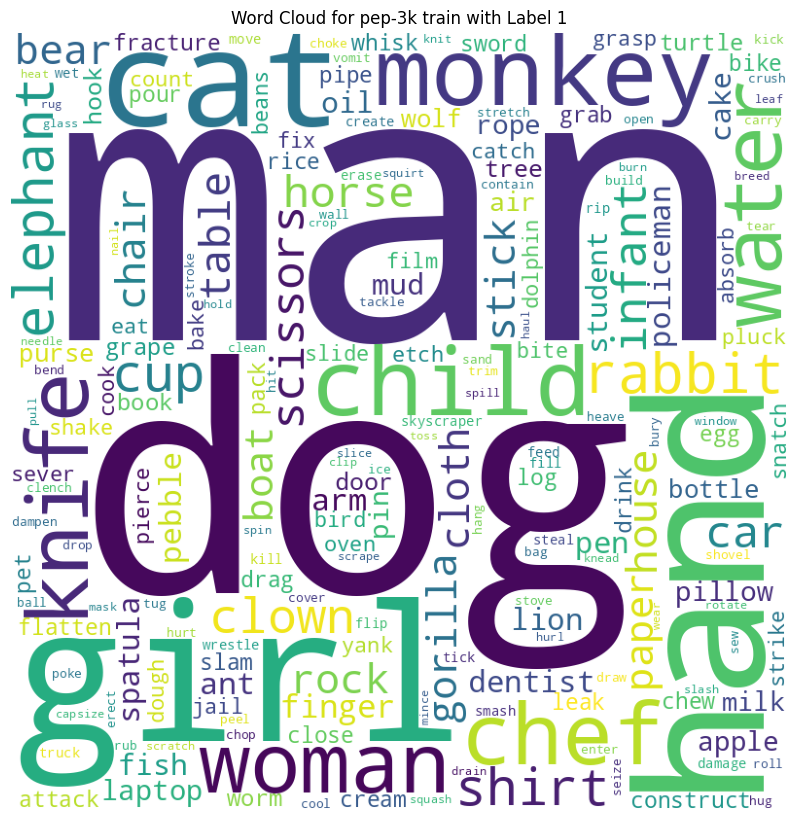 Word Cloud for pep-3k train with Label 1
bear fracture move choke knit whisk sword grasp turtle kick
heat wet hook cat count vomit pipe monkey bike crush
rug pour beans oil create wolf stretch rope grab open cake leaf
glass man fix rice erase squirt catch tree contain burn build carry
elephant chair table horse wall crop air rip breed water
nail stroke scissors film mud stick dolphin student infant policeman absorb tear
hold tackle haul
needle eat bake clean slide etch sand bite pluck
purse grape cup pack hit child trim rabbit
bend cook book spill
pull knife shake dog skyscraper heave window
toss bury egg snatch
sever pierce pebble boat slice door cloth feed log drink paperhouse hand
clench clip ice arm fill bottle
dampen drop spin bird pin hang steal pen car
oven scrape bag knead
pet kill drag stove shovel
ball mask tug cover gorilla lion wear pillow
flatten clown flip hurl rotate
girl hurt wrestle yank tick sew strike
poke spatula dough slam rock dentist draw slash
capsize erect ant finger leak chew milk
peel jail mince smash chef
truck rub scratch chop close enter apple
fish woman drain damage roll
attack laptop worm cool cream squash shirt seize construct hug